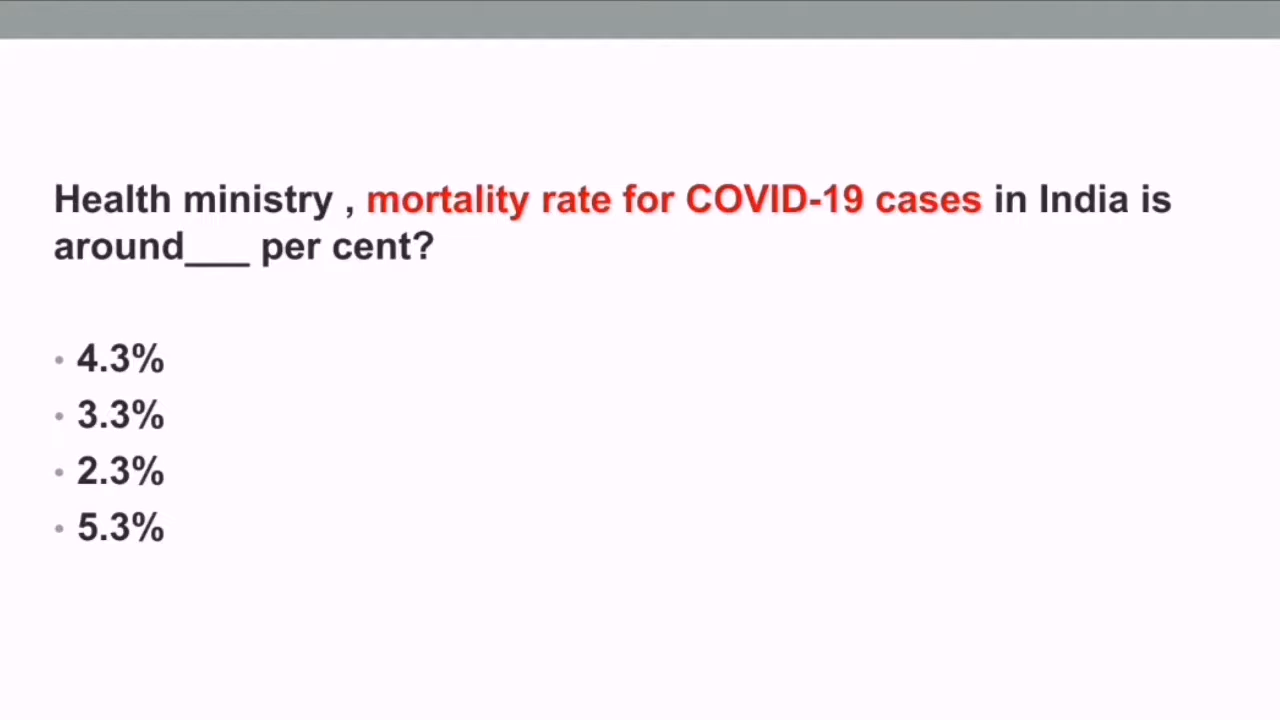 Health ministry , mortality rate for COVID-19 cases in India is
around___ per cent?
• 4.3%
• 3.3%
• 2.3%
• 5.3%